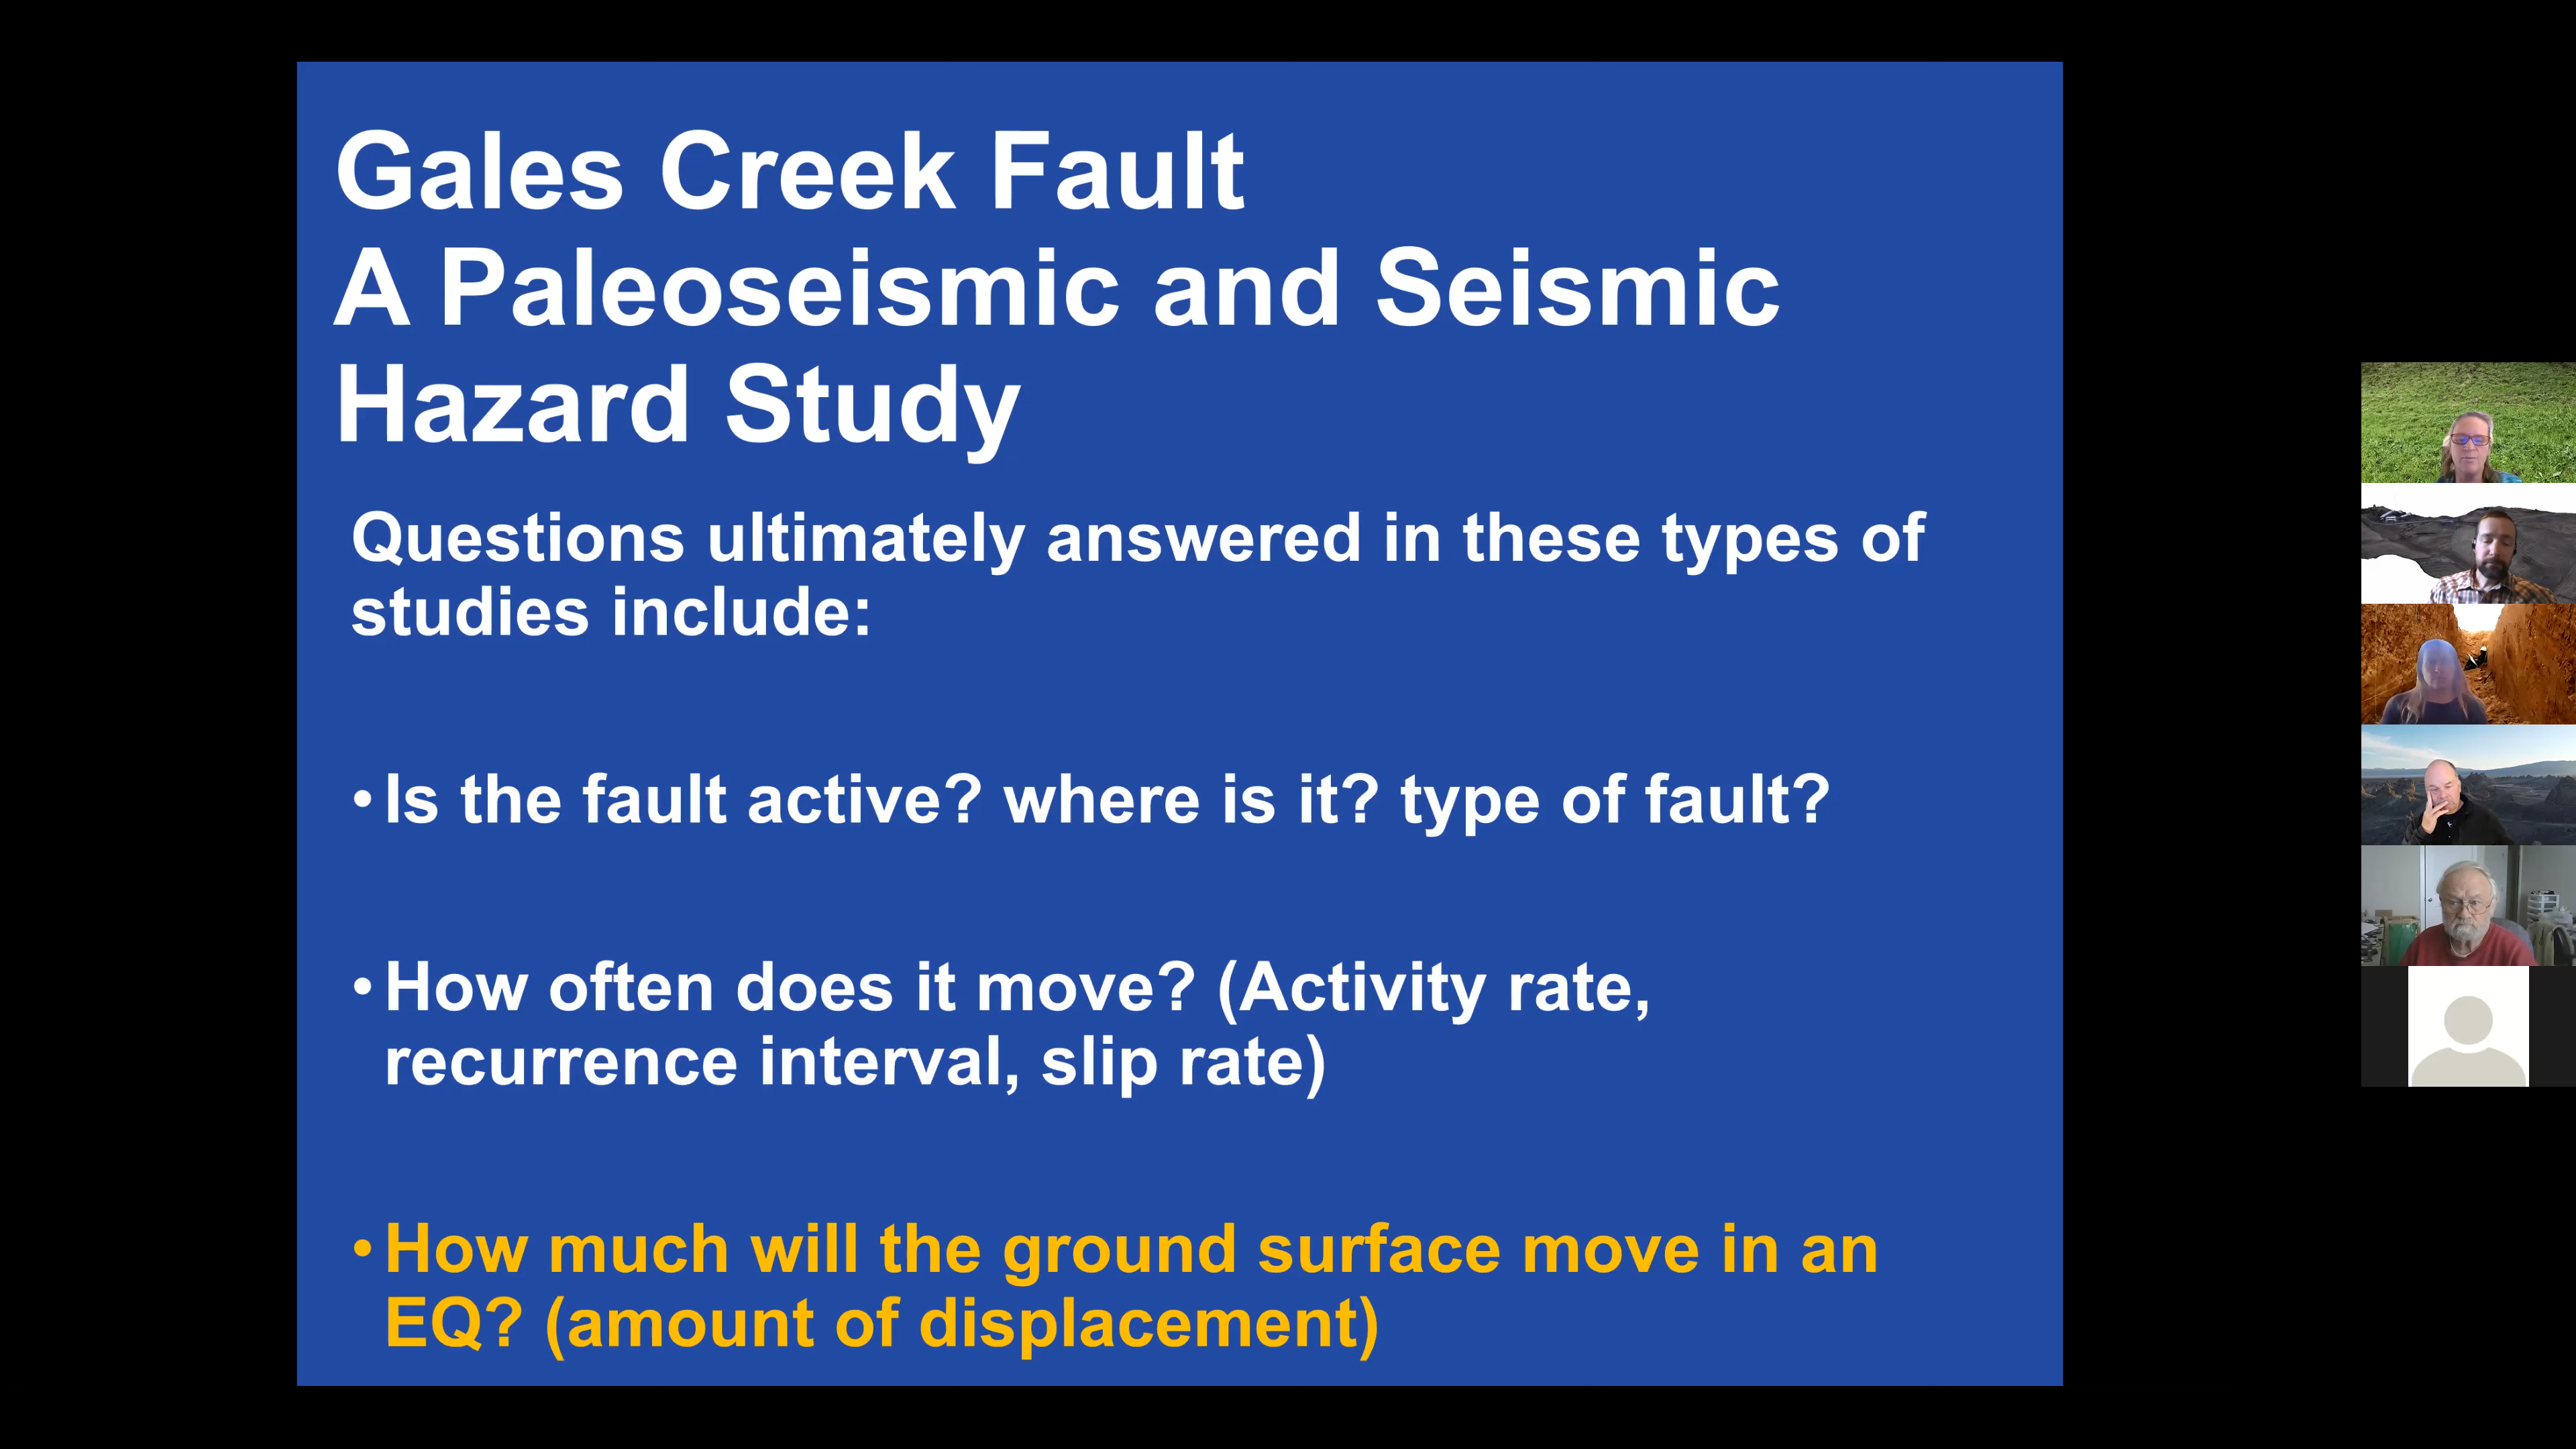 Gales Creek Fault
A Paleoseismic and Seismic
Hazard Study
Questions ultimately answered in these types of
studies include:
• Is the fault active? where is it? type of fault?
• How often does it move? (Activity rate,
recurrence interval, slip rate)
• How much will the ground surface move in an
EQ? (amount of displacement)